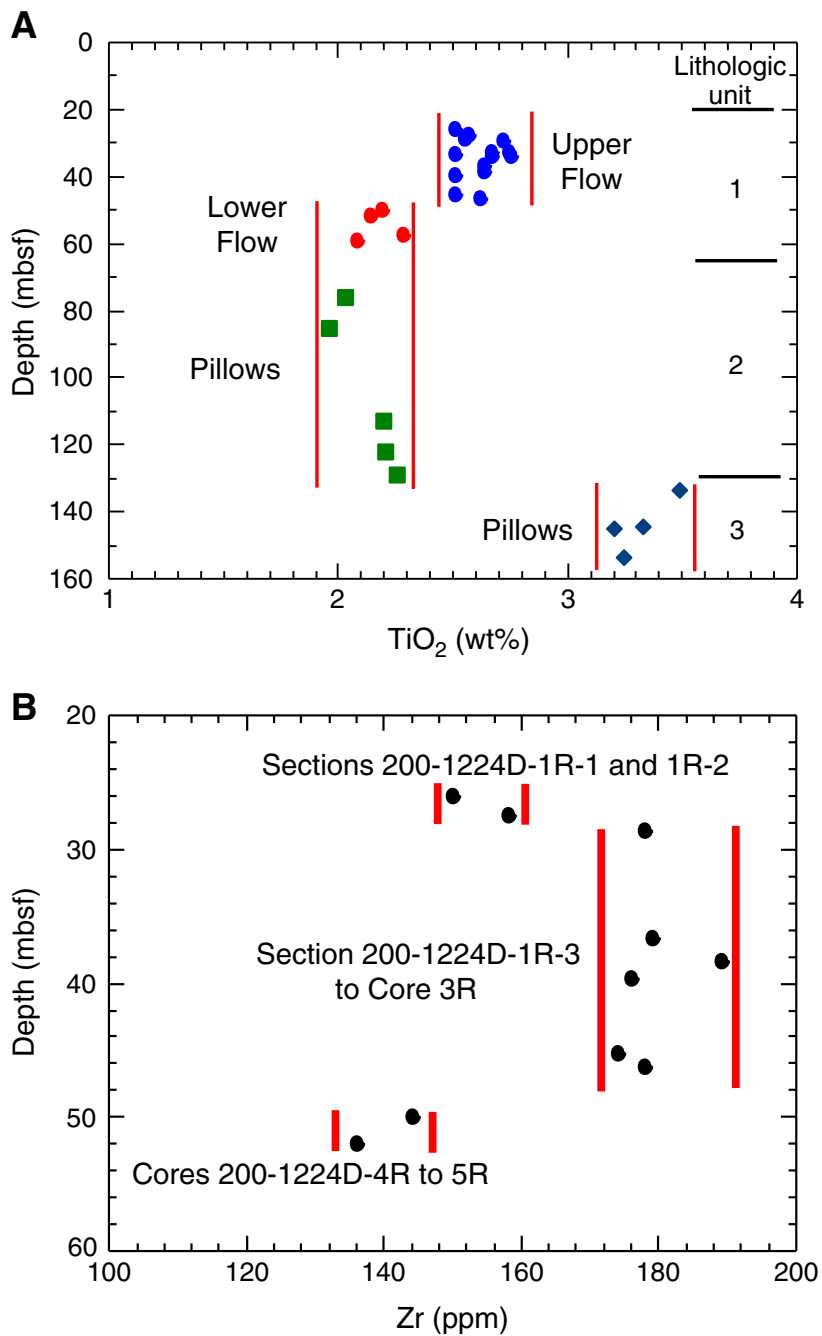 A
0
20
40
60
80
100
120
140
160
Depth (mbsf)
Lithologic
unit
Upper
Flow
1
Lower
Flow
Pillows
2
Pillows
3
1
2
3
4
TiO₂ (wt%)
B
20
30
40
50
60
Depth (mbsf)
Sections 200-1224D-1R-1 and 1R-2
Section 200-1224D-1R-3
to Core 3R
Cores 200-1224D-4R to 5R
100
120
140
160
180
200
Zr (ppm)